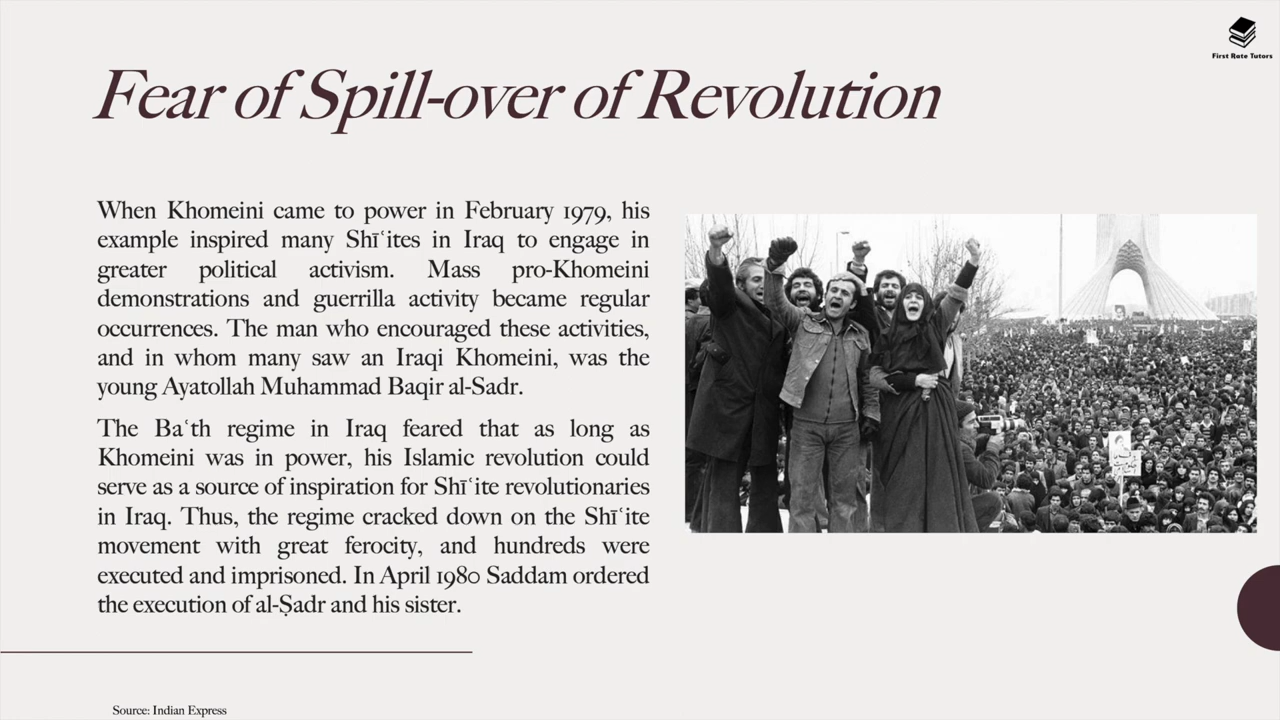 First Rate Tutors
Fear of Spill-over of Revolution
When Khomeini came to power in February 1979, his
example inspired many Shīʿites in Iraq to engage in
greater political activism. Mass pro-Khomeini
demonstrations and guerrilla activity became regular
occurrences. The man who encouraged these activities,
and in whom many saw an Iraqi Khomeini, was the
young Ayatollah Muhammad Baqir al-Sadr.
The Baʿth regime in Iraq feared that as long as
Khomeini was in power, his Islamic revolution could
serve as a source of inspiration for Shīʿite revolutionaries
in Iraq. Thus, the regime cracked down on the Shīʿite
movement with great ferocity, and hundreds were
executed and imprisoned. In April 1980 Saddam ordered
the execution of al-Ṣadr and his sister.
Source: Indian Express